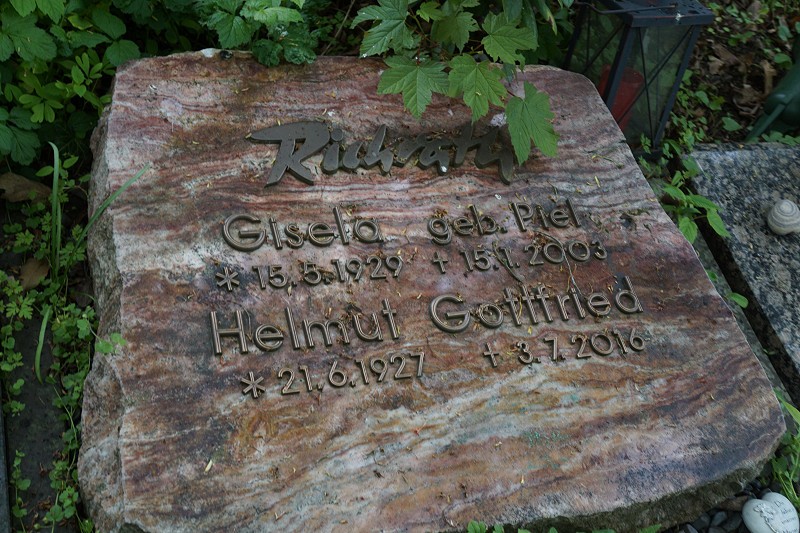 Richrath
Gisela geb. Piel
* 15.5.1929 † 15.1.2003
Helmut Gottfried
* 21.6.1927 † 3.7.2016